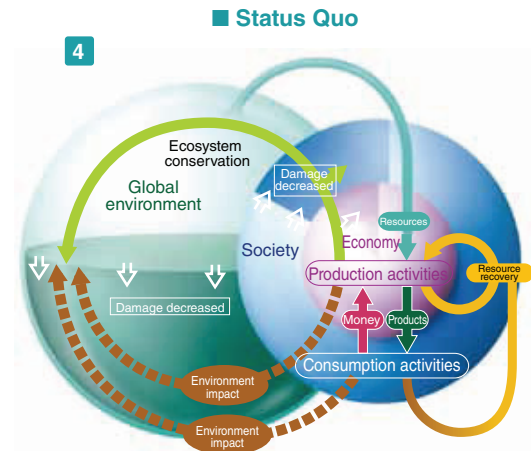 ■ Status Quo
4
Ecosystem
conservation
Global
environment
Damage
decreased
Society
Resources
Economy
Production activities
Resource
recovery
Damage decreased
Money
Products
Consumption activities
Environment
impact
Environment
impact